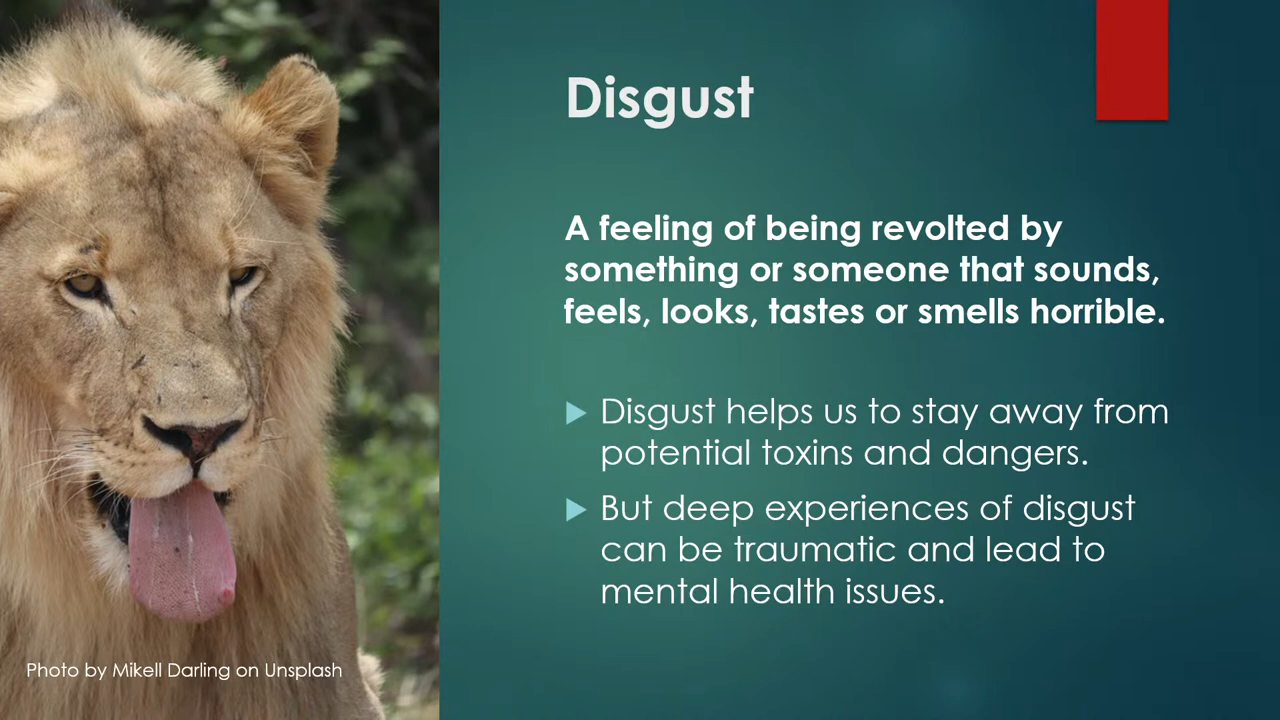 Disgust
A feeling of being revolted by
something or someone that sounds,
feels, looks, tastes or smells horrible.
Disgust helps us to stay away from
potential toxins and dangers.
But deep experiences of disgust
can be traumatic and lead to
mental health issues.
Photo by Mikell Darling on Unsplash